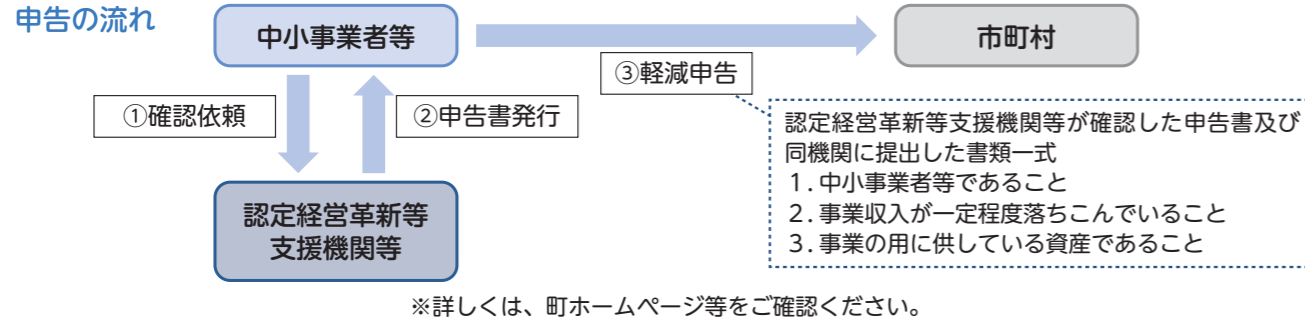 申告の流れ
中小事業者等
市町村
③軽減申告
①確認依頼
②申告書発行
認定経営革新等支援機関等が確認した申告書及び
同機関に提出した書類一式
1.中小事業者等であること
2.事業収入が一定程度落ちこんでいること
3.事業の用に供している資産であること
認定経営革新等
支援機関等
※詳しくは、町ホームページ等をご確認ください。